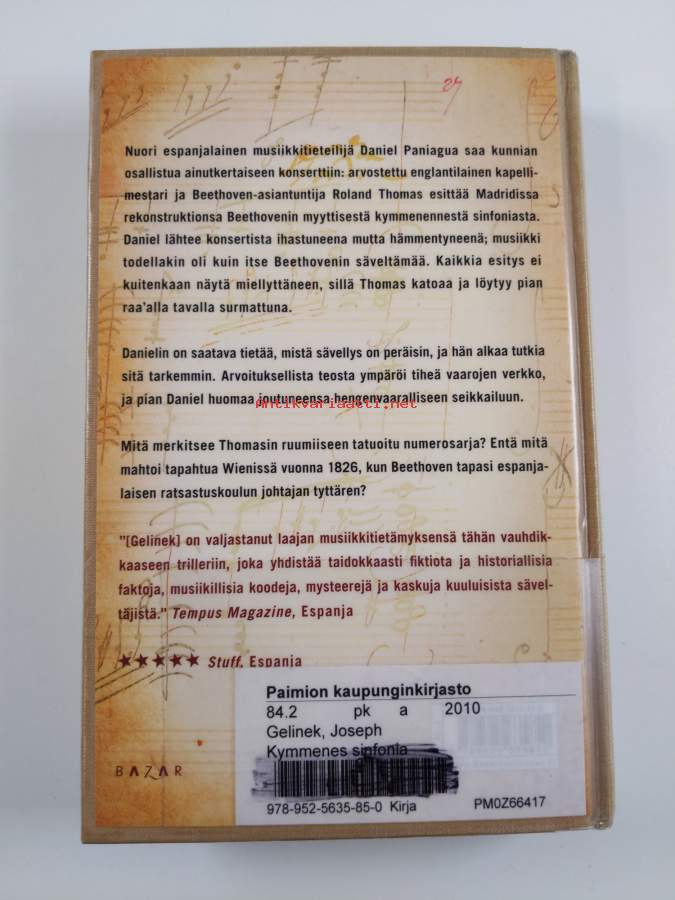 27
Nuori espanjalainen musiikkitieteilijä Daniel Paniagua saa kunnian
osallistua ainutkertaiseen konserttiin: arvostettu englantilainen kapelli-
mestari ja Beethoven-asiantuntija Roland Thomas esittää Madridissa
rekonstruktionsa Beethovenin myyttisestä kymmenennestä sinfoniasta.
Daniel lähtee konsertista ihastuneena mutta hämmentyneenä; musiikki
todellakin oli kuin itse Beethovenin säveltämää. Kaikkia esitys ei
kuitenkaan näytä miellyttäneen, sillä Thomas katoaa ja löytyy pian
raa'alla tavalla surmattuna.
Danielin on saatava tietää, mistä sävellys on peräisin, ja hän alkaa tutkia
sitä tarkemmin. Arvoituksellista teosta ympäröi tiheä vaarojen verkko,
ja pian Daniel huomaa joutuneensa hengenvaaralliseen seikkailuun.
Antikvariaatti.net
Mitä merkitsee Thomasin ruumiiseen tatuoitu numerosarja? Entä mitä
mahtoi tapahtua Wienissä vuonna 1826, kun Beethoven tapasi espanja-
laisen ratsastuskoulun johtajan tyttären?
"[Gelinek] on valjastanut laajan musiikkitietämyksensä tähän vauhdik-
kaaseen trilleriin, joka yhdistää taidokkaasti fiktiota ja historiallisia
faktoja, musiikillisia koodeja, mysteerejä ja kaskuja kuuluisista sävel-
täjistä." Tempus Magazine, Espanja
★★★★★ Stuff, Espanja
Paimion kaupunginkirjasto
84.2 pk a 2010
Gelinek, Joseph
Kymmenes sinfonia
978-952-5635-85-0 Kirja PM0Z66417
BAZAR